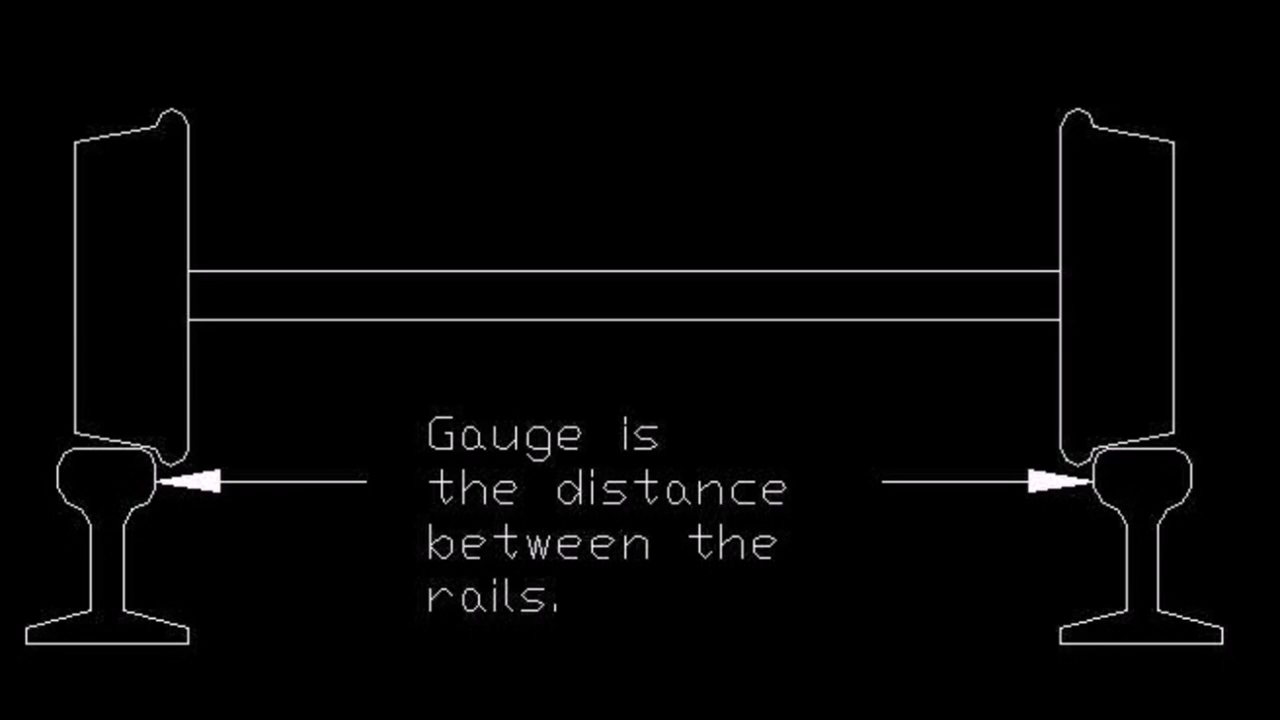 Gauge is
the distance
between the
rails.